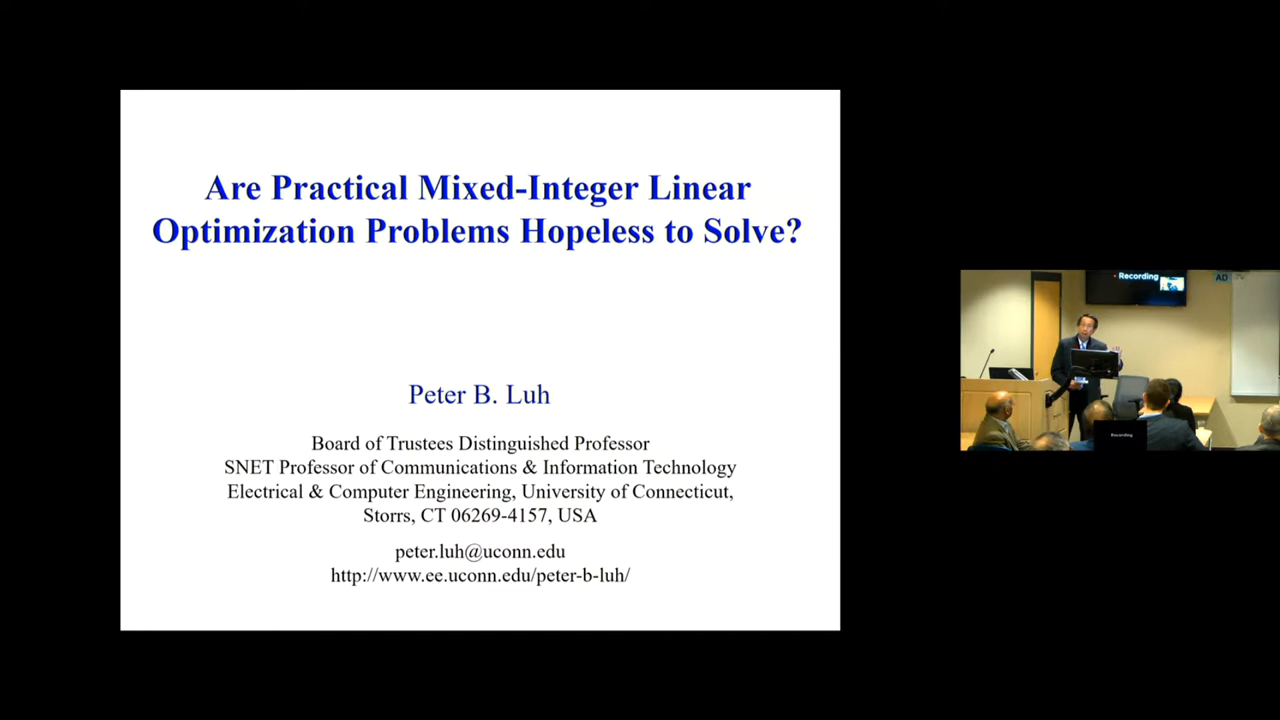 Are Practical Mixed-Integer Linear
Optimization Problems Hopeless to Solve?
Peter B. Luh
Board of Trustees Distinguished Professor
SNET Professor of Communications & Information Technology
Electrical & Computer Engineering, University of Connecticut,
Storrs, CT 06269-4157, USA
peter.luh@uconn.edu
http://www.ee.uconn.edu/peter-b-luh/
Recording
AD
Recording